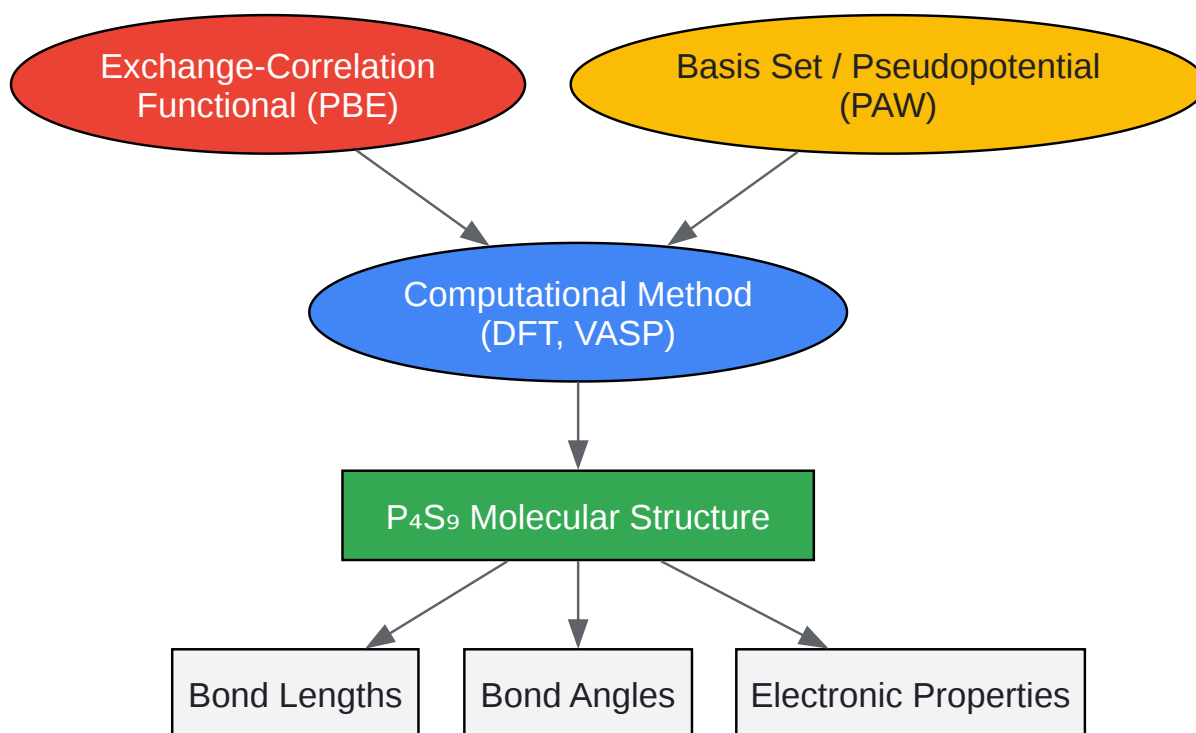 Exchange-Correlation
Functional (PBE)
Basis Set / Pseudopotential
(PAW)
Computational Method
(DFT, VASP)
P₄S₉ Molecular Structure
Bond Lengths
Bond Angles
Electronic Properties